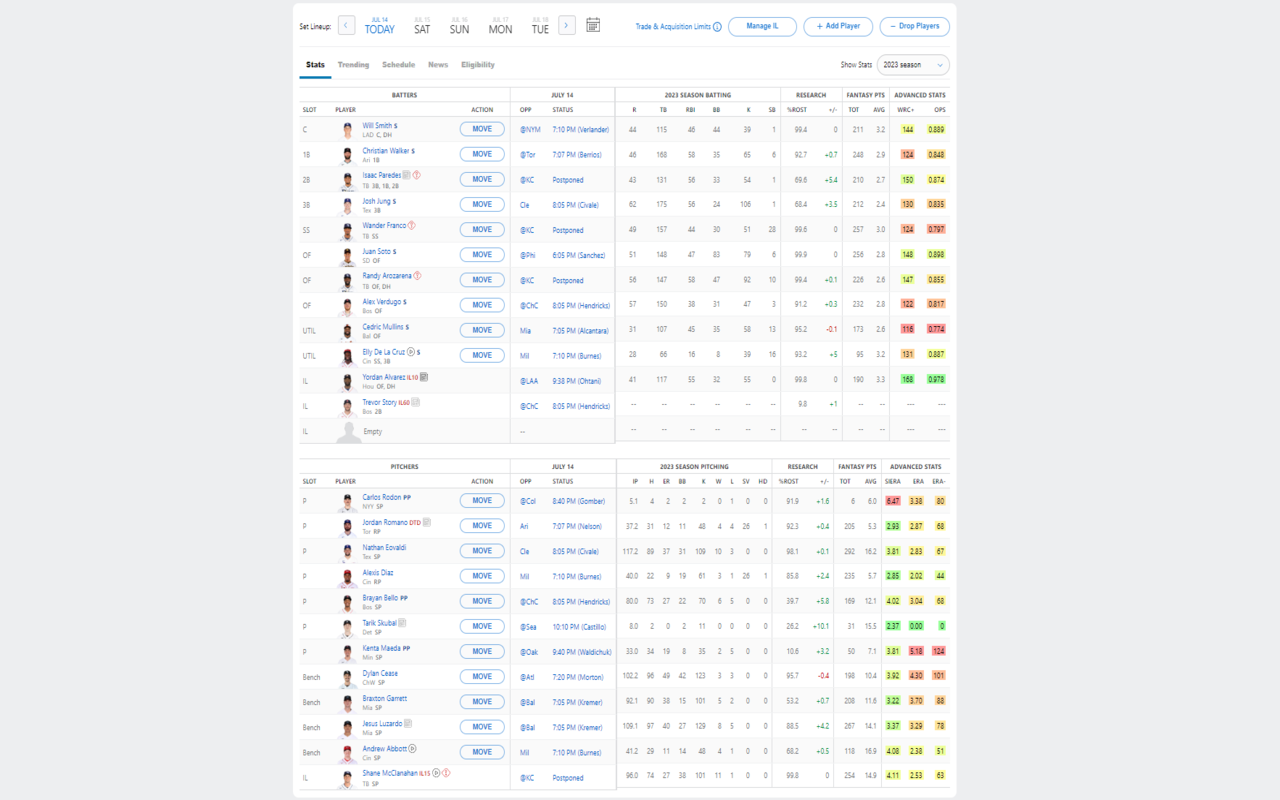 Set Lineup: JUL 14 TODAY JUL 15 SAT JUL 16 SUN JUL 17 MON JUL 18 TUE Trade & Acquisition Limits Manage IL + Add Player − Drop Players
Stats Trending Schedule News Eligibility Show Stats 2023 season
BATTERS JULY 14 2023 SEASON BATTING RESEARCH FANTASY PTS ADVANCED STATS
SLOT PLAYER ACTION OPP STATUS R TB RBI BB K SB %ROST +/- TOT AVG WRC+ OPS
C Will Smith S LAD C, DH MOVE @NYM 7:10 PM (Verlander) 44 115 46 44 39 1 99.4 0 211 3.2 144 0.889
1B Christian Walker S Ari 1B MOVE @Tor 7:07 PM (Berrios) 46 168 58 35 65 6 92.7 +0.7 248 2.9 124 0.848
2B Isaac Paredes TB 3B, 1B, 2B MOVE @KC Postponed 43 131 56 33 54 1 69.6 +5.4 210 2.7 150 0.874
3B Josh Jung S Tex 3B MOVE Cle 8:05 PM (Civale) 62 175 56 24 106 1 68.4 +3.5 212 2.4 130 0.835
SS Wander Franco TB SS MOVE @KC Postponed 49 157 44 30 51 28 99.6 0 257 3.0 124 0.797
OF Juan Soto S SD OF MOVE @Phi 6:05 PM (Sanchez) 51 148 47 83 79 6 99.9 0 256 2.8 148 0.898
OF Randy Arozarena TB OF, DH MOVE @KC Postponed 56 147 58 47 92 10 99.4 +0.1 226 2.6 147 0.855
OF Alex Verdugo S Bos OF MOVE @ChC 8:05 PM (Hendricks) 57 150 38 31 47 3 91.2 +0.3 232 2.8 122 0.817
UTIL Cedric Mullins S Bal OF MOVE Mia 7:05 PM (Alcantara) 31 107 45 35 58 13 95.2 -0.1 173 2.6 116 0.774
UTIL Elly De La Cruz S Cin SS, 3B MOVE Mil 7:10 PM (Burnes) 28 66 16 8 39 16 93.2 +5 95 3.2 131 0.887
IL Yordan Alvarez IL10 Hou OF, DH @LAA 9:38 PM (Ohtani) 41 117 55 32 55 0 99.8 0 190 3.3 168 0.978
IL Trevor Story IL60 Bos 2B @ChC 8:05 PM (Hendricks) -- -- -- -- -- -- 9.8 +1 -- -- --- ---
IL Empty -- -- -- -- -- -- -- -- -- -- -- --- ---
PITCHERS JULY 14 2023 SEASON PITCHING RESEARCH FANTASY PTS ADVANCED STATS
SLOT PLAYER ACTION OPP STATUS IP H ER BB K W L SV HD %ROST +/- TOT AVG SIERA ERA ERA-
P Carlos Rodon PP NYY SP MOVE @Col 8:40 PM (Gomber) 5.1 4 2 2 2 0 1 0 0 91.9 +1.6 6 6.0 6.47 3.38 80
P Jordan Romano DTD Tor RP MOVE Ari 7:07 PM (Nelson) 37.2 31 12 11 48 4 4 26 1 92.3 +0.4 205 5.3 2.93 2.87 68
P Nathan Eovaldi Tex SP MOVE Cle 8:05 PM (Civale) 117.2 89 37 31 109 10 3 0 0 98.1 +0.1 292 16.2 3.81 2.83 67
P Alexis Diaz Cin RP MOVE Mil 7:10 PM (Burnes) 40.0 22 9 19 61 3 1 26 1 85.8 +2.4 235 5.7 2.85 2.02 44
P Brayan Bello PP Bos SP MOVE @ChC 8:05 PM (Hendricks) 80.0 73 27 22 70 6 5 0 0 39.7 +5.8 169 12.1 4.02 3.04 68
P Tarik Skubal Det SP MOVE @Sea 10:10 PM (Castillo) 8.0 2 0 2 11 0 0 0 0 26.2 +10.1 31 15.5 2.37 0.00 0
P Kenta Maeda PP Min SP MOVE @Oak 9:40 PM (Waldichuk) 33.0 34 19 8 35 2 5 0 0 10.6 +3.2 50 7.1 3.81 5.18 124
Bench Dylan Cease ChW SP MOVE @Atl 7:20 PM (Morton) 102.2 96 49 42 123 3 3 0 0 95.7 -0.4 198 10.4 3.92 4.30 101
Bench Braxton Garrett Mia SP MOVE @Bal 7:05 PM (Kremer) 92.1 90 38 15 101 5 2 0 0 53.2 +0.7 208 11.6 3.22 3.70 88
Bench Jesus Luzardo Mia SP MOVE @Bal 7:05 PM (Kremer) 109.1 97 40 27 129 8 5 0 0 88.5 +4.2 267 14.1 3.37 3.29 78
Bench Andrew Abbott Cin SP MOVE Mil 7:10 PM (Burnes) 41.2 29 11 14 48 4 1 0 0 68.2 +0.5 118 16.9 4.08 2.38 51
IL Shane McClanahan IL15 TB SP @KC Postponed 96.0 74 27 38 101 11 1 0 0 99.8 0 254 14.9 4.11 2.53 63